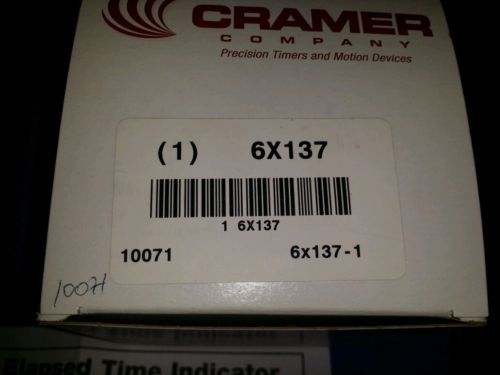 CRAMER
COMPANY
Precision Timers and Motion Devices
(1) 6X137
1 6X137
10071 6x137-1
10071
Elapsed Time Indicator